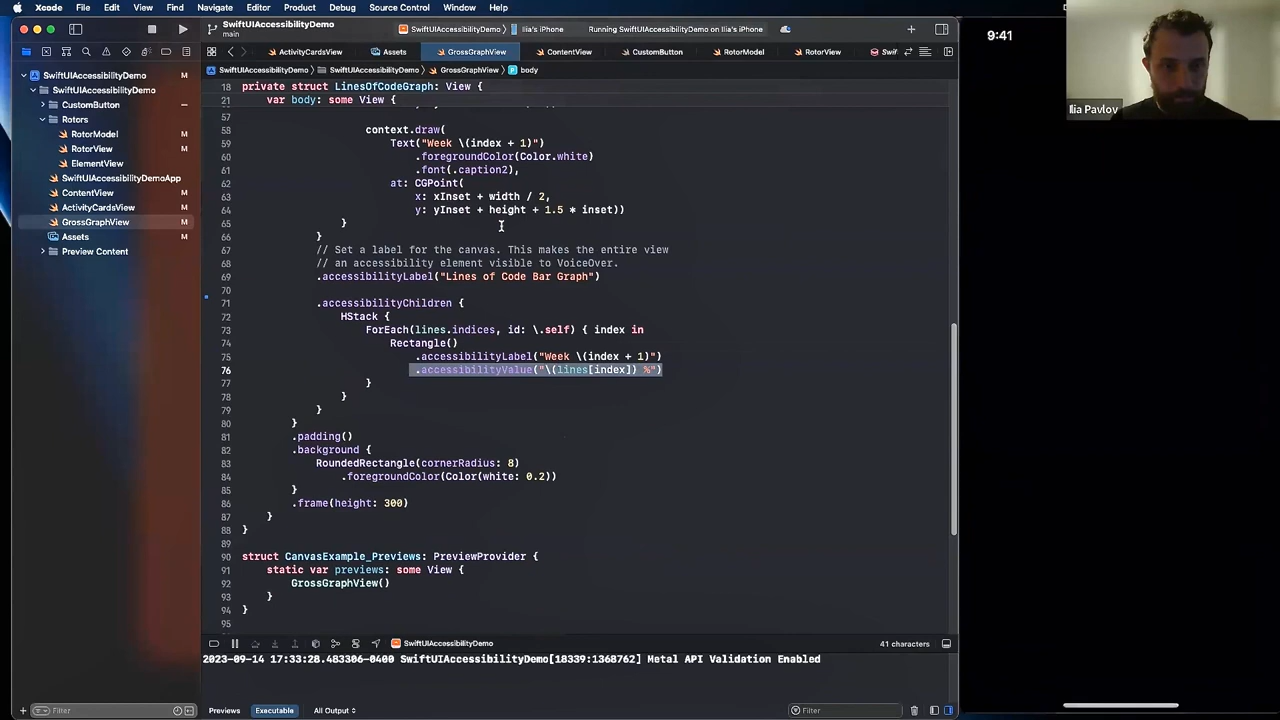 Xcode File Edit View Find Navigate Editor Product Debug Source Control Window Help
SwiftUIAccessibilityDemo
main
SwiftUIAccessibilityDemo
Ilia's iPhone
Running SwiftUIAccessibilityDemo on Ilia's iPhone
ActivityCardsView
Assets
GrossGraphView
ContentView
CustomButton
RotorModel
RotorView
SwiftUIAccessibilityDemo
SwiftUIAccessibilityDemo
GrossGraphView
body
SwiftUIAccessibilityDemo M
SwiftUIAccessibilityDemo
CustomButton
Rotors
RotorModel M
RotorView M
ElementView
SwiftUIAccessibilityDemoApp
ContentView M
ActivityCardsView M
GrossGraphView M
Assets M
Preview Content
18 private struct LinesOfCodeGraph: View {
21 var body: some View {
57
58 context.draw(
59 Text("Week \(index + 1)")
60 .foregroundColor(Color.white)
61 .font(.caption2),
62 at: CGPoint(
63 x: xInset + width / 2,
64 y: yInset + height + 1.5 * inset))
65 }
66 }
67 // Set a label for the canvas. This makes the entire view
68 // an accessibility element visible to VoiceOver.
69 .accessibilityLabel("Lines of Code Bar Graph")
70
71 .accessibilityChildren {
72 HStack {
73 ForEach(lines.indices, id: \.self) { index in
74 Rectangle()
75 .accessibilityLabel("Week \(index + 1)")
76 .accessibilityValue("\(lines[index]) %")
77 }
78 }
79 }
80 }
81 .padding()
82 .background {
83 RoundedRectangle(cornerRadius: 8)
84 .foregroundColor(Color(white: 0.2))
85 }
86 .frame(height: 300)
87 }
88 }
89
90 struct CanvasExample_Previews: PreviewProvider {
91 static var previews: some View {
92 GrossGraphView()
93 }
94 }
95
SwiftUIAccessibilityDemo
41 characters
2023-09-14 17:33:28.483306-0400 SwiftUIAccessibilityDemo[18339:1368762] Metal API Validation Enabled
Filter
Previews
Executable
All Output
Filter
9:41
Ilia Pavlov